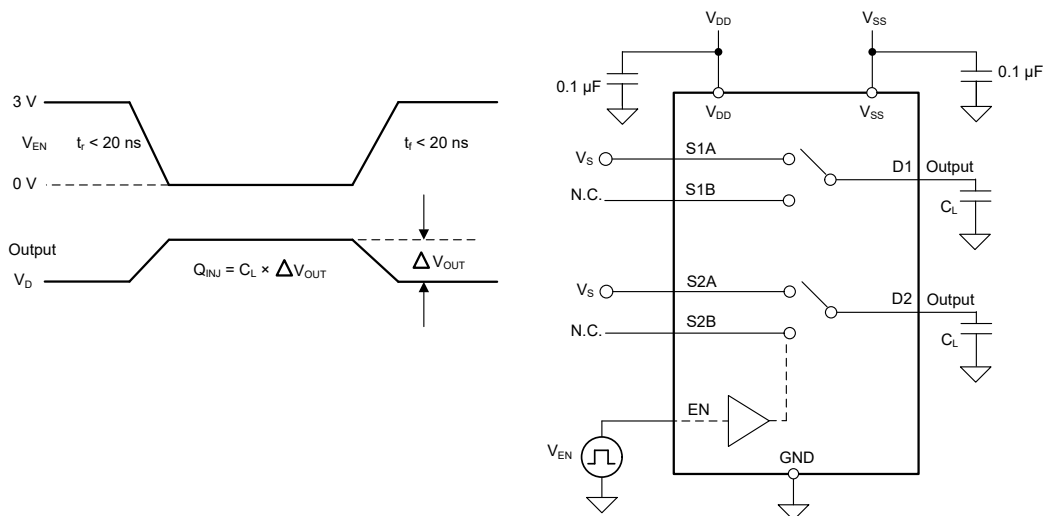 3 V
V_EN
t_r < 20 ns
t_f < 20 ns
0 V
Output
V_D
Q_INJ = C_L × Δ V_OUT
Δ V_OUT
V_DD
V_SS
0.1 µF
0.1 µF
V_DD
V_SS
V_S
S1A
D1
Output
N.C.
S1B
C_L
V_S
S2A
D2
Output
N.C.
S2B
C_L
EN
V_EN
GND